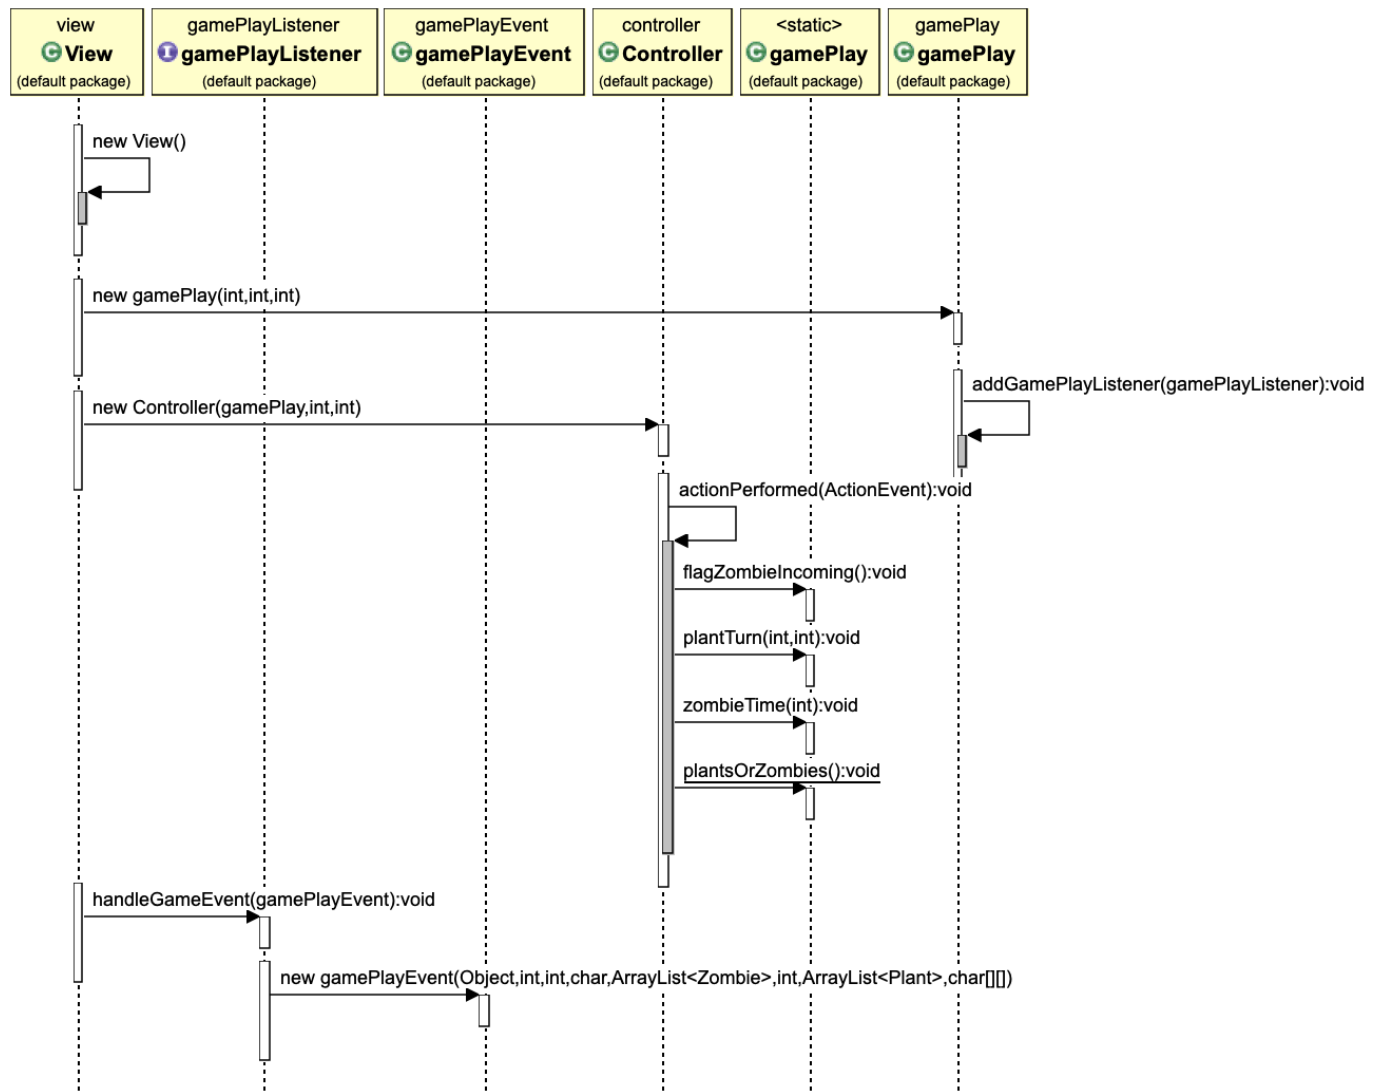 view
C View
(default package)
gamePlayListener
I gamePlayListener
(default package)
gamePlayEvent
C gamePlayEvent
(default package)
controller
C Controller
(default package)
<static>
C gamePlay
(default package)
gamePlay
C gamePlay
(default package)
new View()
new gamePlay(int,int,int)
addGamePlayListener(gamePlayListener):void
new Controller(gamePlay,int,int)
actionPerformed(ActionEvent):void
flagZombieIncoming():void
plantTurn(int,int):void
zombieTime(int):void
plantsOrZombies():void
handleGameEvent(gamePlayEvent):void
new gamePlayEvent(Object,int,int,char,ArrayList<Zombie>,int,ArrayList<Plant>,char[][])